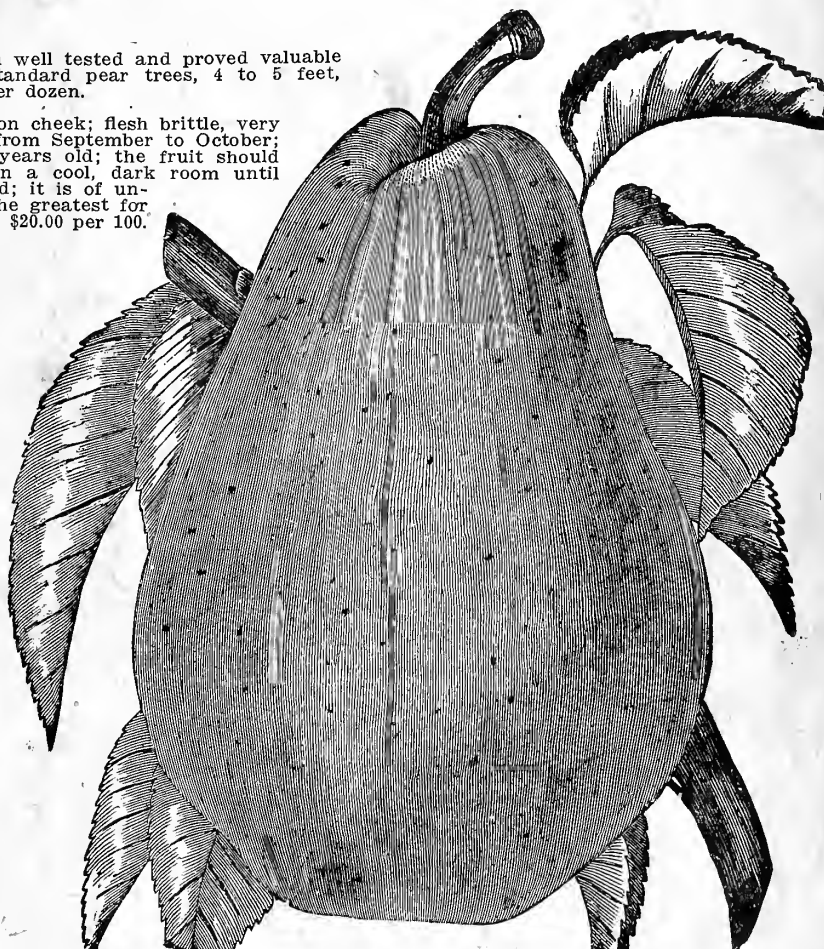 well tested and proved valuable
tandard pear trees, 4 to 5 feet,
er dozen.
on cheek; flesh brittle, very
from September to October;
years old; the fruit should
n a cool, dark room until
d; it is of un-
he greatest for
$20.00 per 100.